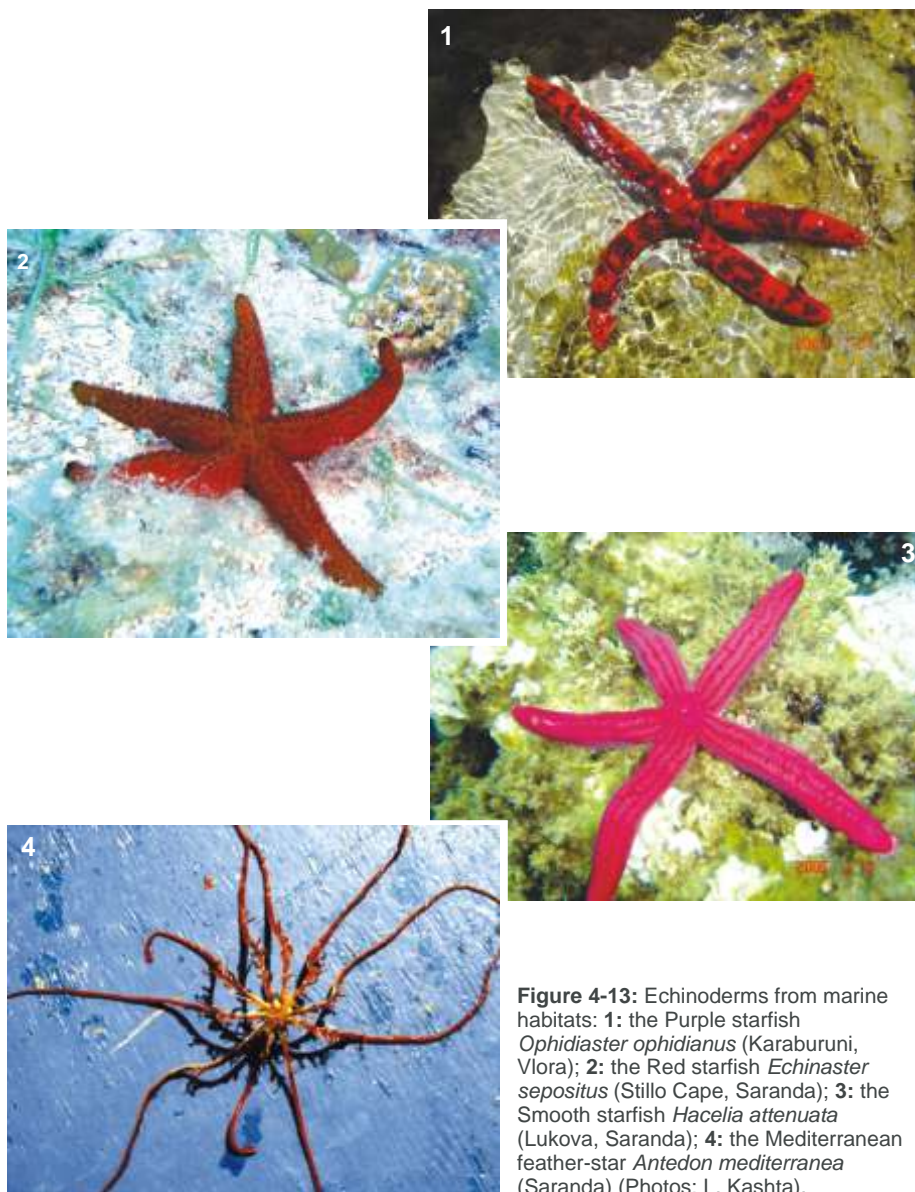 1
2
3
4
Figure 4-13: Echinoderms from marine
habitats: 1: the Purple starfish
Ophidiaster ophidianus (Karaburuni,
Vlora); 2: the Red starfish Echinaster
sepositus (Stillo Cape, Saranda); 3: the
Smooth starfish Hacelia attenuata
(Lukova, Saranda); 4: the Mediterranean
feather-star Antedon mediterranea
(Saranda) (Photos: L. Kashta).